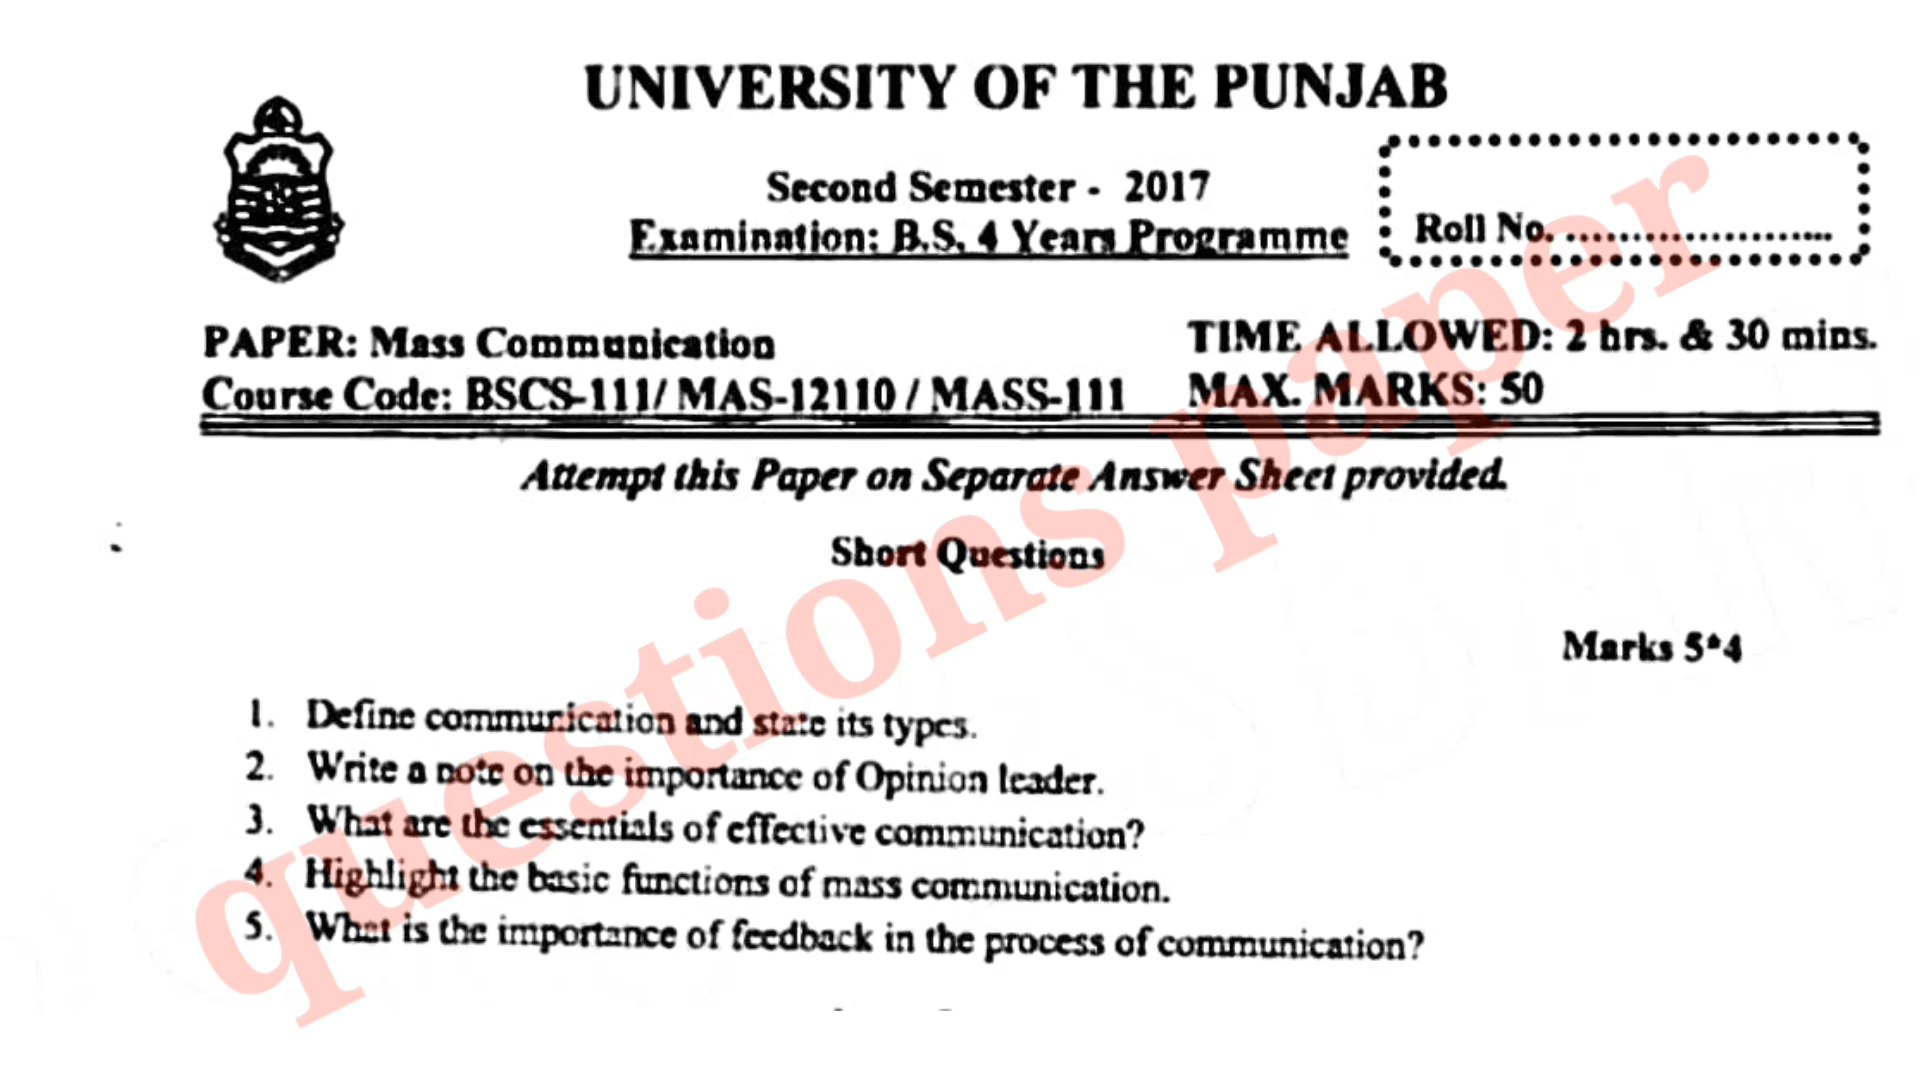 UNIVERSITY OF THE PUNJAB
Second Semester - 2017
Examination: B.S. 4 Years Programme
Roll No. ........................
PAPER: Mass Communication
TIME ALLOWED: 2 hrs. & 30 mins.
Course Code: BSCS-111/ MAS-12110 / MASS-111
MAX. MARKS: 50
Attempt this Paper on Separate Answer Sheet provided.
Short Questions
Marks 5*4
1. Define communication and state its types.
2. Write a note on the importance of Opinion leader.
3. What are the essentials of effective communication?
4. Highlight the basic functions of mass communication.
5. What is the importance of feedback in the process of communication?
questions paper